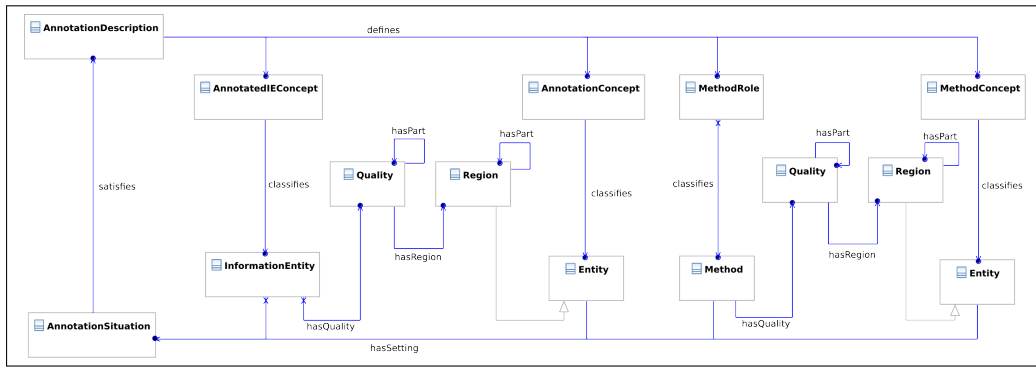 AnnotationDescription
defines
AnnotatedIEConcept
AnnotationConcept
MethodRole
MethodConcept
hasPart
hasPart
hasPart
hasPart
Quality
Region
Quality
Region
satisfies
classifies
classifies
classifies
classifies
hasRegion
hasRegion
InformationEntity
Entity
Method
Entity
AnnotationSituation
hasQuality
hasQuality
hasSetting